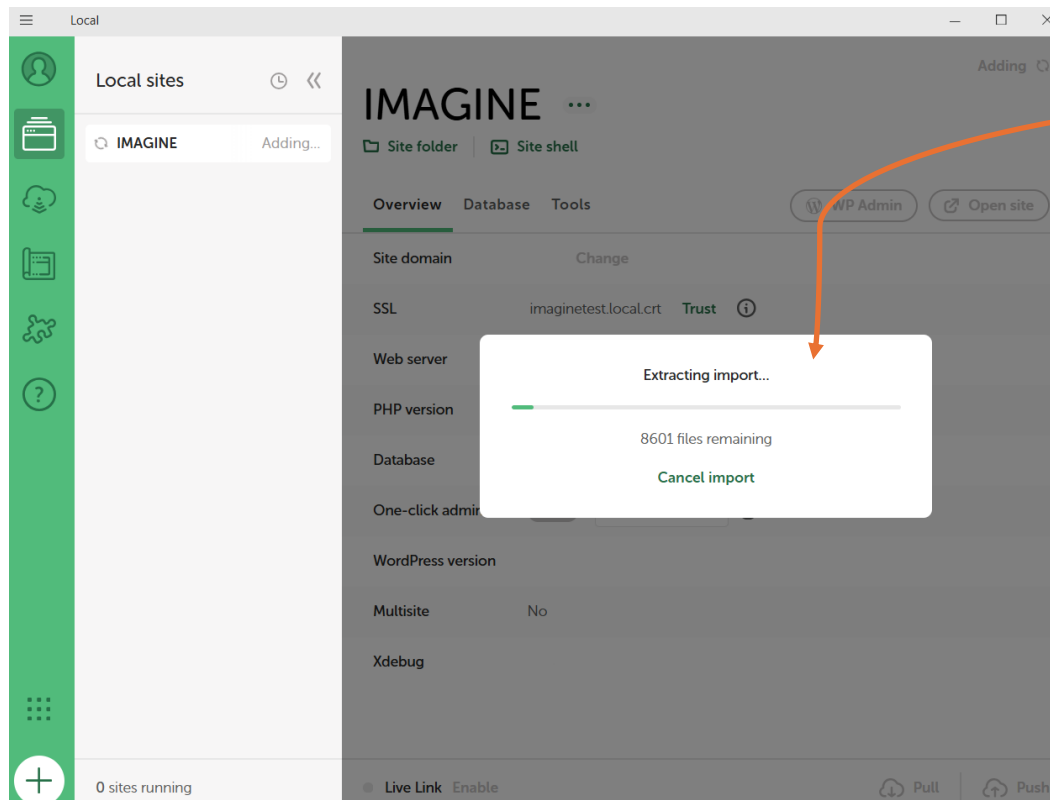 Local
Local sites
IMAGINE Adding...
0 sites running
Adding
IMAGINE
Site folder Site shell
Overview Database Tools WP Admin Open site
Site domain Change
SSL imaginetest.local.crt Trust
Web server
PHP version
Database
One-click admin
WordPress version
Multisite No
Xdebug
Extracting import...
8601 files remaining
Cancel import
Live Link Enable Pull Push